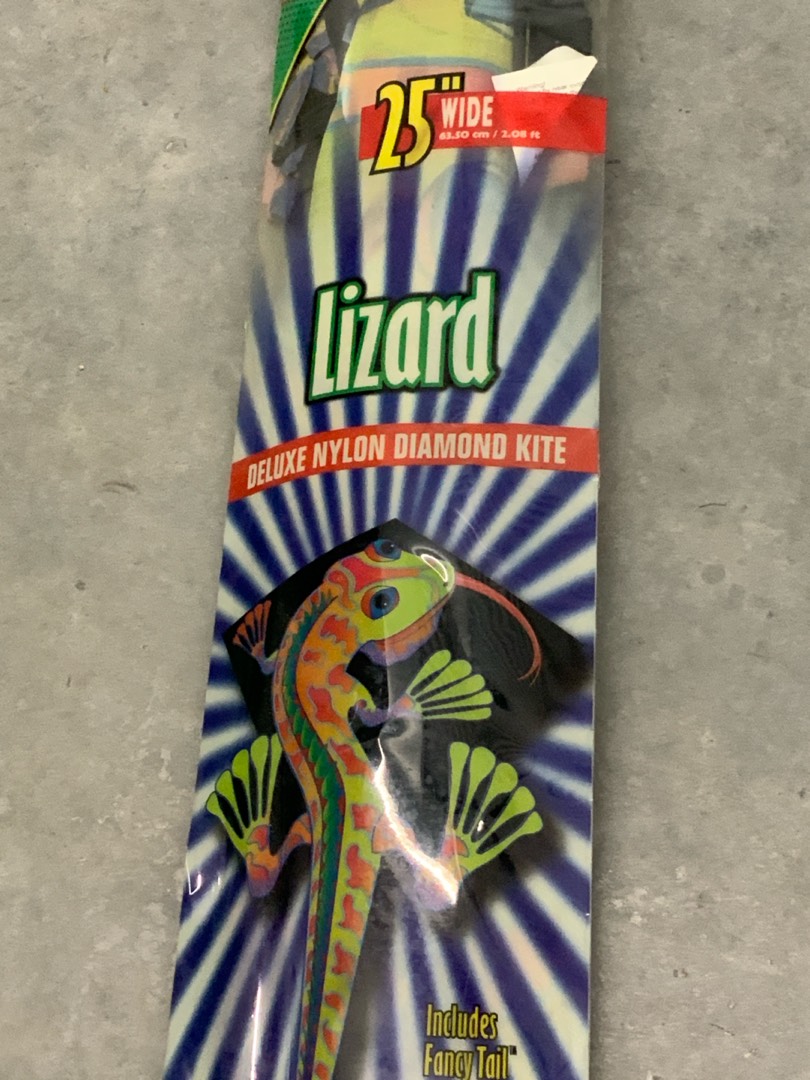 25" WIDE
63.50 cm / 2.08 ft
Lizard
DELUXE NYLON DIAMOND KITE
Includes
Fancy Tail™